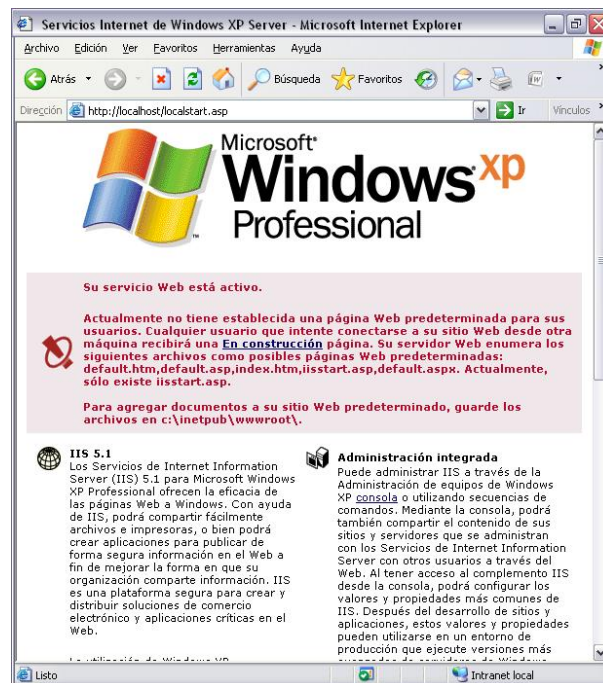 Servicios Internet de Windows XP Server - Microsoft Internet Explorer
Archivo Edición Ver Favoritos Herramientas Ayuda
Atrás Búsqueda Favoritos
Dirección http://localhost/localstart.asp Ir Vínculos
Microsoft
Windows xp
Professional
Su servicio Web está activo.
Actualmente no tiene establecida una página Web predeterminada para sus
usuarios. Cualquier usuario que intente conectarse a su sitio Web desde otra
máquina recibirá una En construcción página. Su servidor Web enumera los
siguientes archivos como posibles páginas Web predeterminadas:
default.htm,default.asp,index.htm,iisstart.asp,default.aspx. Actualmente,
sólo existe iisstart.asp.
Para agregar documentos a su sitio Web predeterminado, guarde los
archivos en c:\inetpub\wwwroot\.
IIS 5.1
Los Servicios de Internet Information
Server (IIS) 5.1 para Microsoft Windows
XP Professional ofrecen la eficacia de
las páginas Web a Windows. Con ayuda
de IIS, podrá compartir fácilmente
archivos e impresoras, o bien podrá
crear aplicaciones para publicar de
forma segura información en el Web a
fin de mejorar la forma en que su
organización comparte información. IIS
es una plataforma segura para crear y
distribuir soluciones de comercio
electrónico y aplicaciones críticas en el
Web.
La utilización de Windows XP
Administración integrada
Puede administrar IIS a través de la
Administración de equipos de Windows
XP consola o utilizando secuencias de
comandos. Mediante la consola, podrá
también compartir el contenido de sus
sitios y servidores que se administran
con los Servicios de Internet Information
Server con otros usuarios a través del
Web. Al tener acceso al complemento IIS
desde la consola, podrá configurar los
valores y propiedades más comunes de
IIS. Después del desarrollo de sitios y
aplicaciones, estos valores y propiedades
pueden utilizarse en un entorno de
producción que ejecute versiones más
avanzadas de servidores de Windows
Listo Intranet local